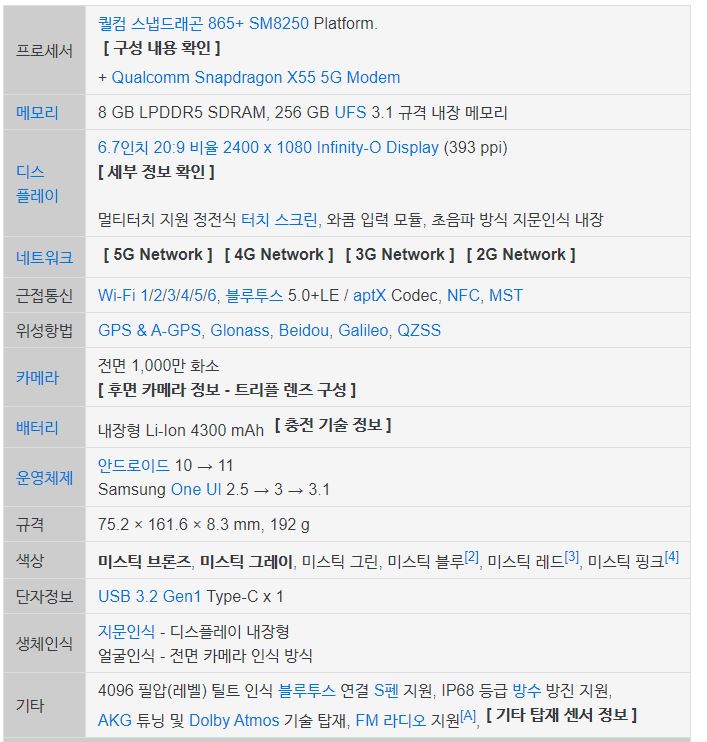 프로세서
퀄컴 스냅드래곤 865+ SM8250 Platform.
[ 구성 내용 확인 ]
+ Qualcomm Snapdragon X55 5G Modem
메모리
8 GB LPDDR5 SDRAM, 256 GB UFS 3.1 규격 내장 메모리
디스
플레이
6.7인치 20:9 비율 2400 x 1080 Infinity-O Display (393 ppi)
[ 세부 정보 확인 ]
멀티터치 지원 정전식 터치 스크린, 와콤 입력 모듈, 초음파 방식 지문인식 내장
네트워크
[ 5G Network ] [ 4G Network ] [ 3G Network ] [ 2G Network ]
근접통신
Wi-Fi 1/2/3/4/5/6, 블루투스 5.0+LE / aptX Codec, NFC, MST
위성항법
GPS & A-GPS, Glonass, Beidou, Galileo, QZSS
카메라
전면 1,000만 화소
[ 후면 카메라 정보 - 트리플 렌즈 구성 ]
배터리
내장형 Li-Ion 4300 mAh [ 충전 기술 정보 ]
운영체제
안드로이드 10 → 11
Samsung One UI 2.5 → 3 → 3.1
규격
75.2 × 161.6 × 8.3 mm, 192 g
색상
미스틱 브론즈, 미스틱 그레이, 미스틱 그린, 미스틱 블루[2], 미스틱 레드[3], 미스틱 핑크[4]
단자정보
USB 3.2 Gen1 Type-C x 1
생체인식
지문인식 - 디스플레이 내장형
얼굴인식 - 전면 카메라 인식 방식
기타
4096 필압(레벨) 틸트 인식 블루투스 연결 S펜 지원, IP68 등급 방수 방진 지원,
AKG 튜닝 및 Dolby Atmos 기술 탑재, FM 라디오 지원[A], [ 기타 탑재 센서 정보 ]